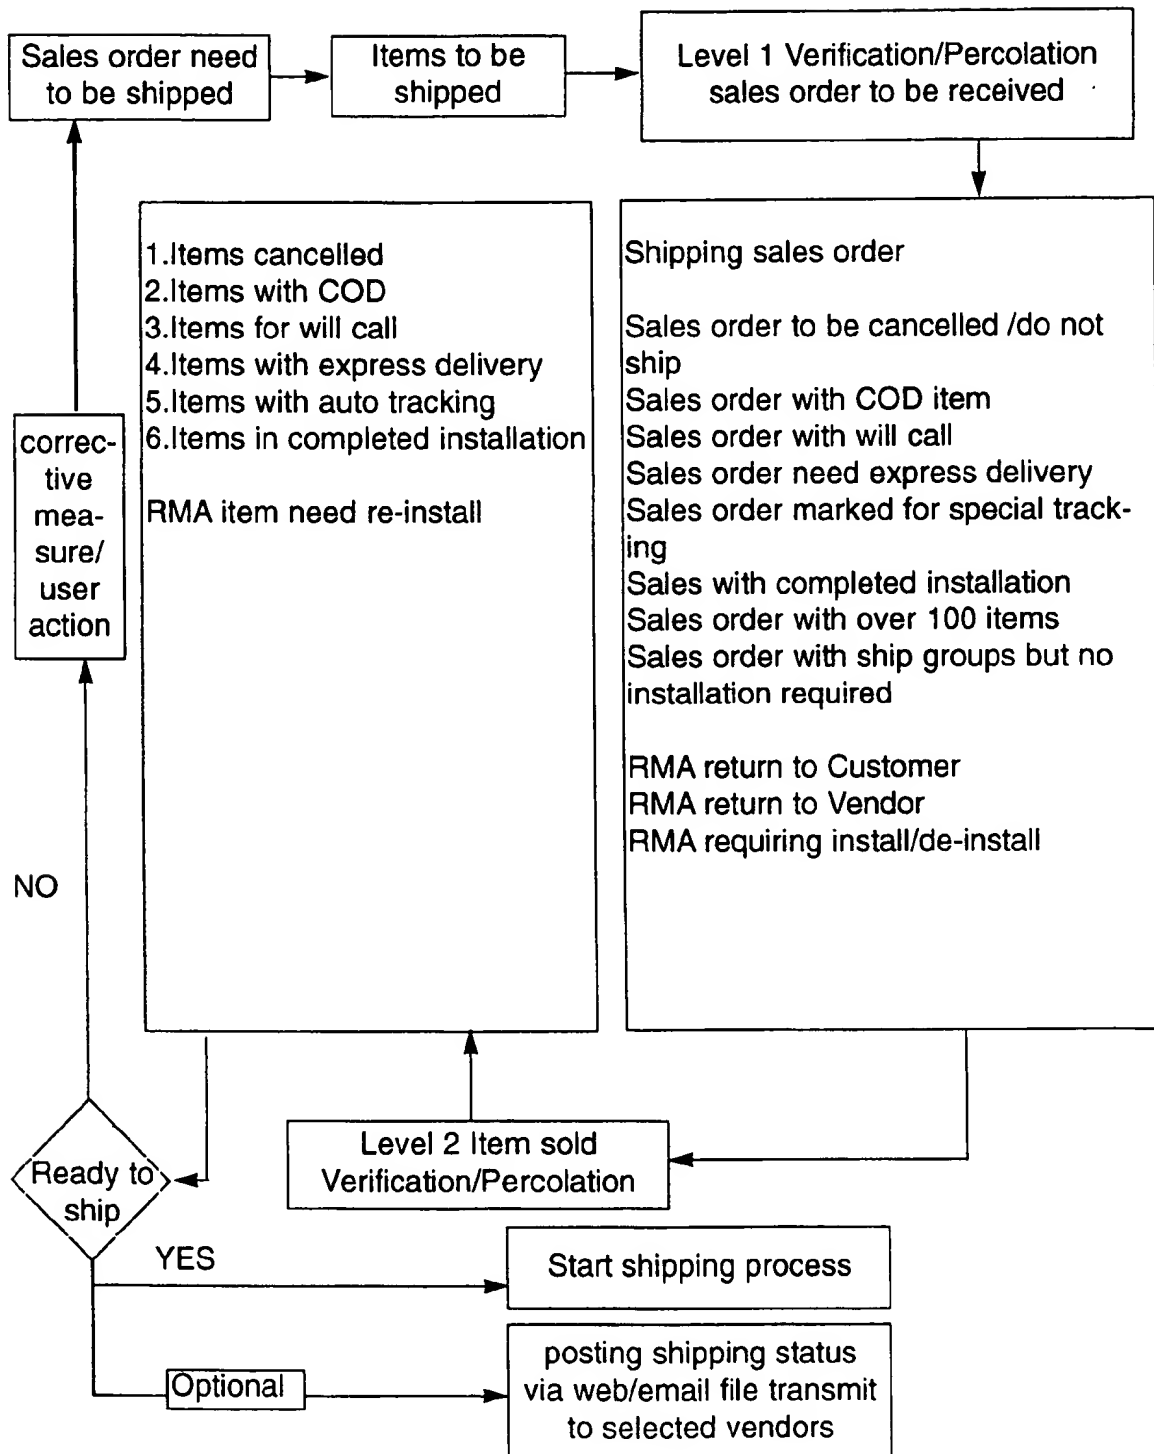 Sales order need
to be shipped
Items to be
shipped
Level 1 Verification/Percolation
sales order to be received
1.Items cancelled
2.Items with COD
3.Items for will call
4.Items with express delivery
5.Items with auto tracking
6.Items in completed installation
RMA item need re-install
Shipping sales order
Sales order to be cancelled /do not
ship
Sales order with COD item
Sales order with will call
Sales order need express delivery
Sales order marked for special track-
ing
Sales with completed installation
Sales order with over 100 items
Sales order with ship groups but no
installation required
RMA return to Customer
RMA return to Vendor
RMA requiring install/de-install
correc-
tive
mea-
sure/
user
action
NO
Level 2 Item sold
Verification/Percolation
Ready to
ship
YES
Start shipping process
Optional
posting shipping status
via web/email file transmit
to selected vendors